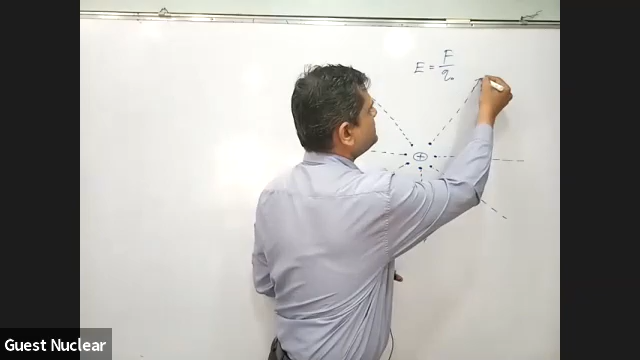 E = F / q₀
+
Guest Nuclear